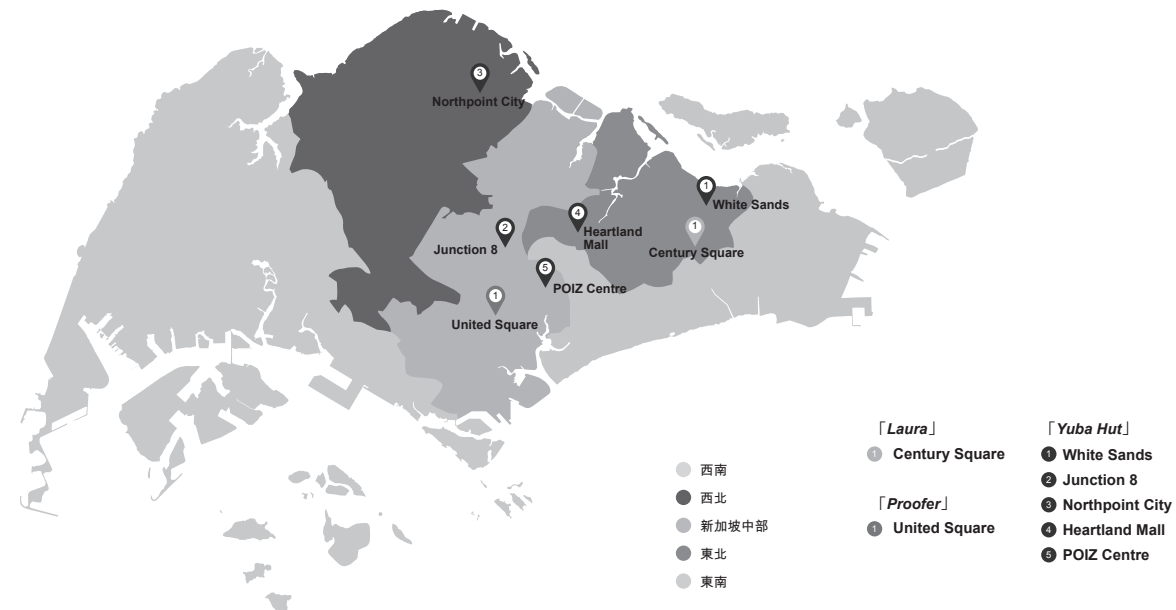 3
Northpoint City
1
White Sands
4
Heartland
Mall
2
Junction 8
1
Century Square
5
POIZ Centre
1
United Square
西南
西北
新加坡中部
東北
東南
「Laura」
1 Century Square
「Proofer」
1 United Square
「Yuba Hut」
1 White Sands
2 Junction 8
3 Northpoint City
4 Heartland Mall
5 POIZ Centre